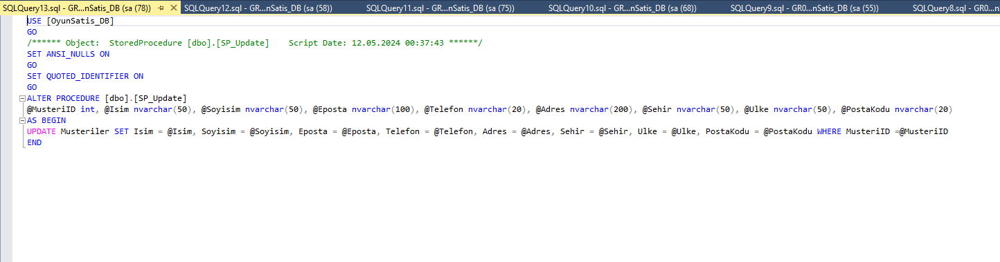 SQLQuery13.sql - GR...nSatis_DB (sa (78)) SQLQuery12.sql - GR...nSatis_DB (sa (58)) SQLQuery11.sql - GR...nSatis_DB (sa (75)) SQLQuery10.sql - GR...nSatis_DB (sa (68)) SQLQuery9.sql - GR0...nSatis_DB (sa (55)) SQLQuery8.sql - GR0...n
USE [OyunSatis_DB]
GO
/****** Object:  StoredProcedure [dbo].[SP_Update]    Script Date: 12.05.2024 00:37:43 ******/
SET ANSI_NULLS ON
GO
SET QUOTED_IDENTIFIER ON
GO
ALTER PROCEDURE [dbo].[SP_Update]
@MusteriID int, @Isim nvarchar(50), @Soyisim nvarchar(50), @Eposta nvarchar(100), @Telefon nvarchar(20), @Adres nvarchar(200), @Sehir nvarchar(50), @Ulke nvarchar(50), @PostaKodu nvarchar(20)
AS BEGIN
UPDATE Musteriler SET Isim = @Isim, Soyisim = @Soyisim, Eposta = @Eposta, Telefon = @Telefon, Adres = @Adres, Sehir = @Sehir, Ulke = @Ulke, PostaKodu = @PostaKodu WHERE MusteriID =@MusteriID
END